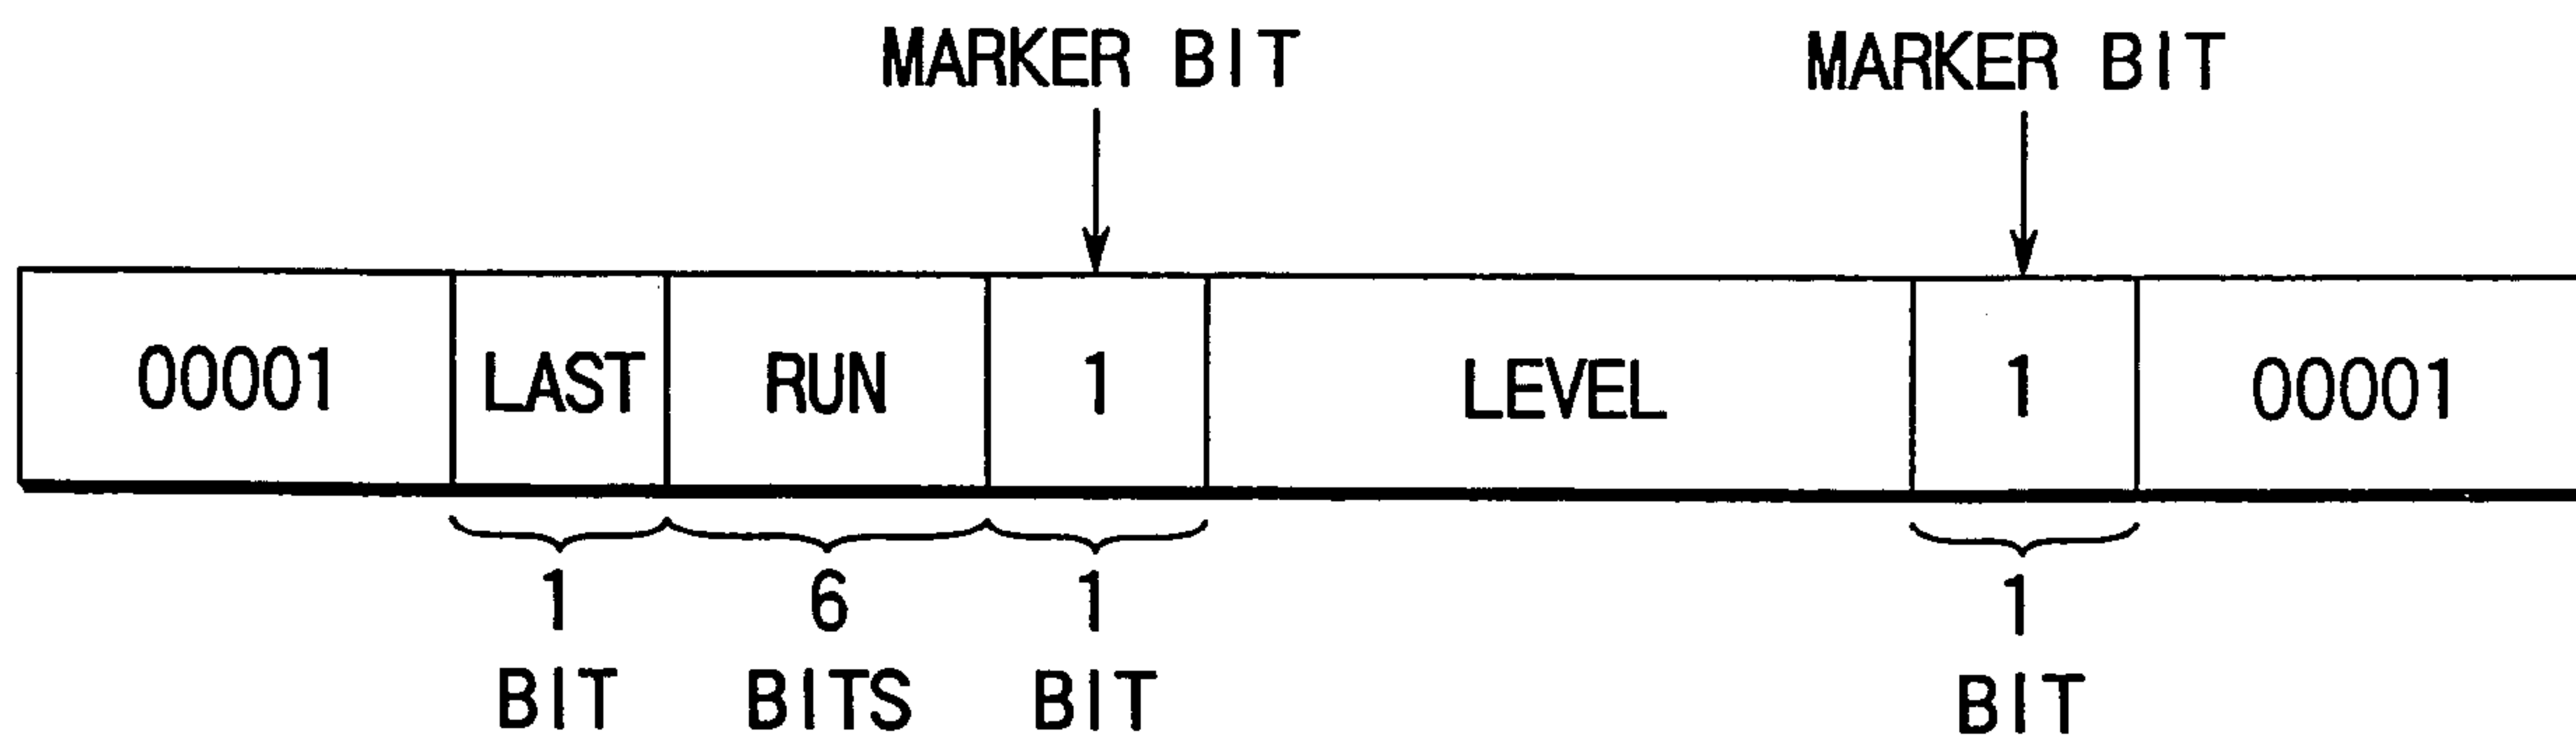 MARKER BIT MARKER BIT
00001 LAST RUN 1 LEVEL 1 00001
1 6 1 1
BIT BITS BIT BIT